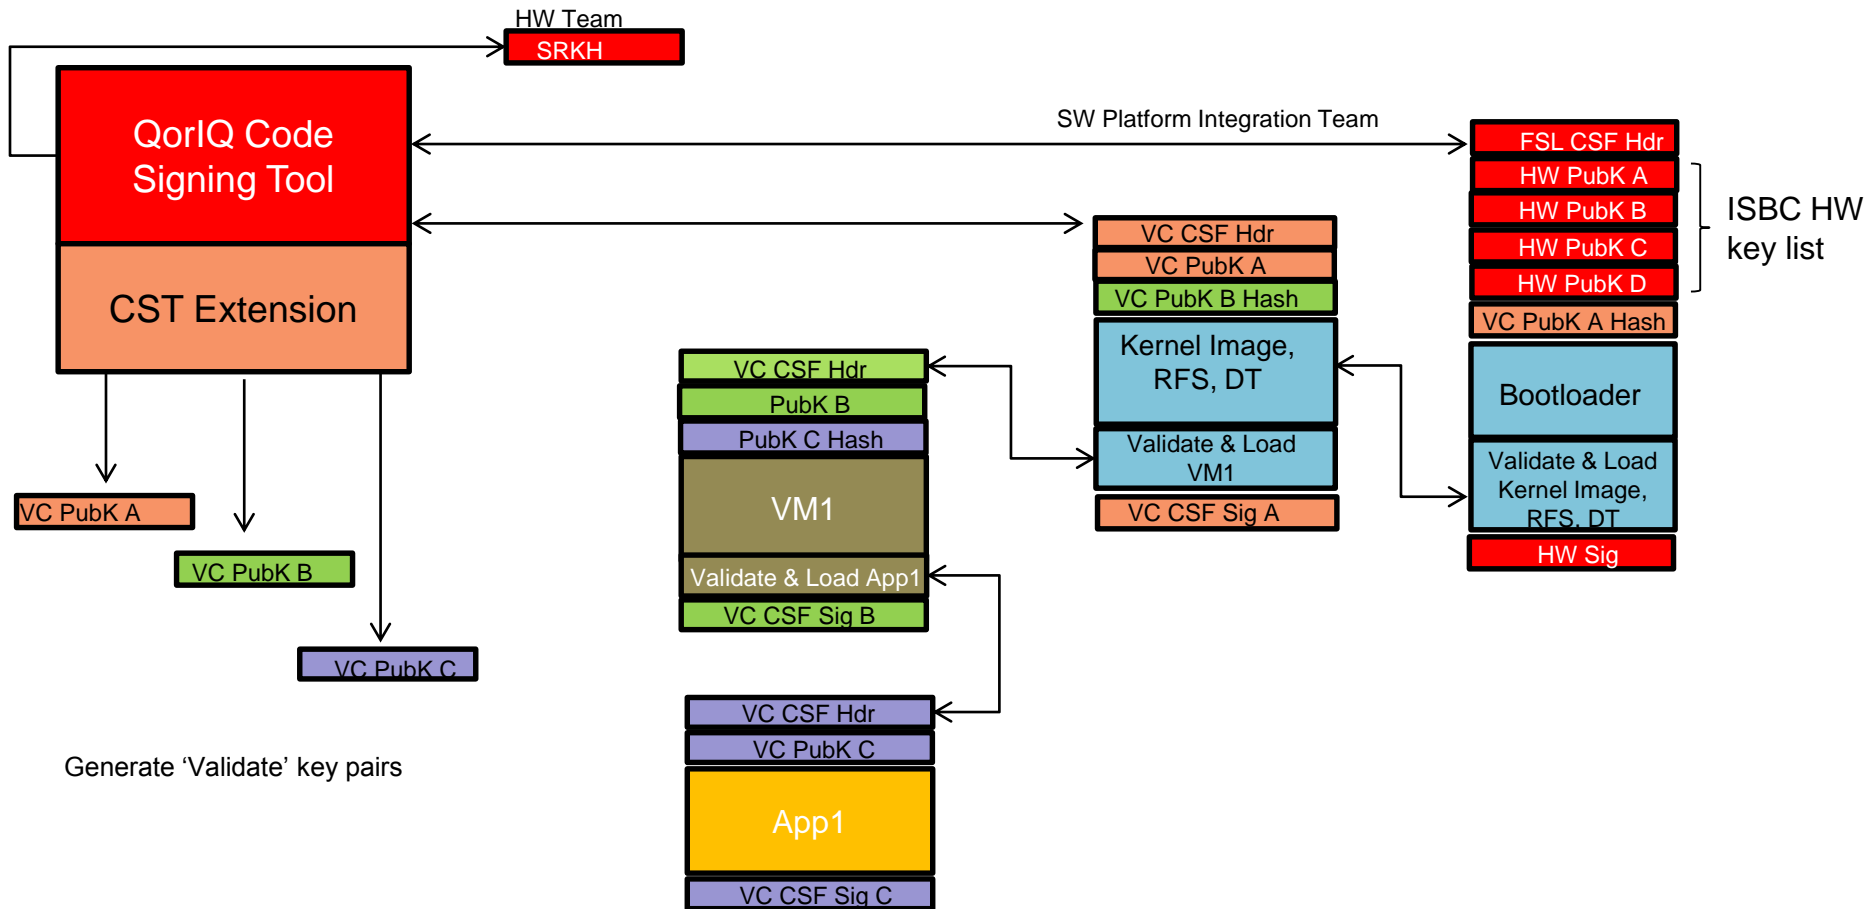 HW Team
SRKH
QorIQ Code
Signing Tool
CST Extension
VC PubK A
VC PubK B
VC PubK C
Generate ‘Validate’ key pairs
SW Platform Integration Team
VC CSF Hdr
PubK B
PubK C Hash
VM1
Validate & Load App1
VC CSF Sig B
VC CSF Hdr
VC PubK C
App1
VC CSF Sig C
VC CSF Hdr
VC PubK A
VC PubK B Hash
Kernel Image,
RFS, DT
Validate & Load
VM1
VC CSF Sig A
FSL CSF Hdr
HW PubK A
HW PubK B
HW PubK C
HW PubK D
VC PubK A Hash
Bootloader
Validate & Load
Kernel Image,
RFS, DT
HW Sig
ISBC HW
key list